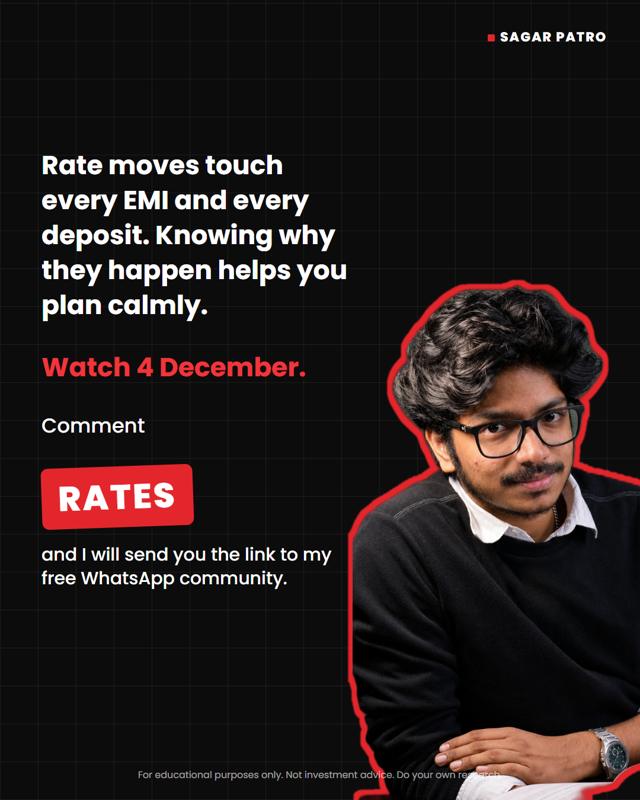 SAGAR PATRO
Rate moves touch
every EMI and every
deposit. Knowing why
they happen helps you
plan calmly.
Watch 4 December.
Comment
RATES
and I will send you the link to my
free WhatsApp community.
For educational purposes only. Not investment advice. Do your own research.